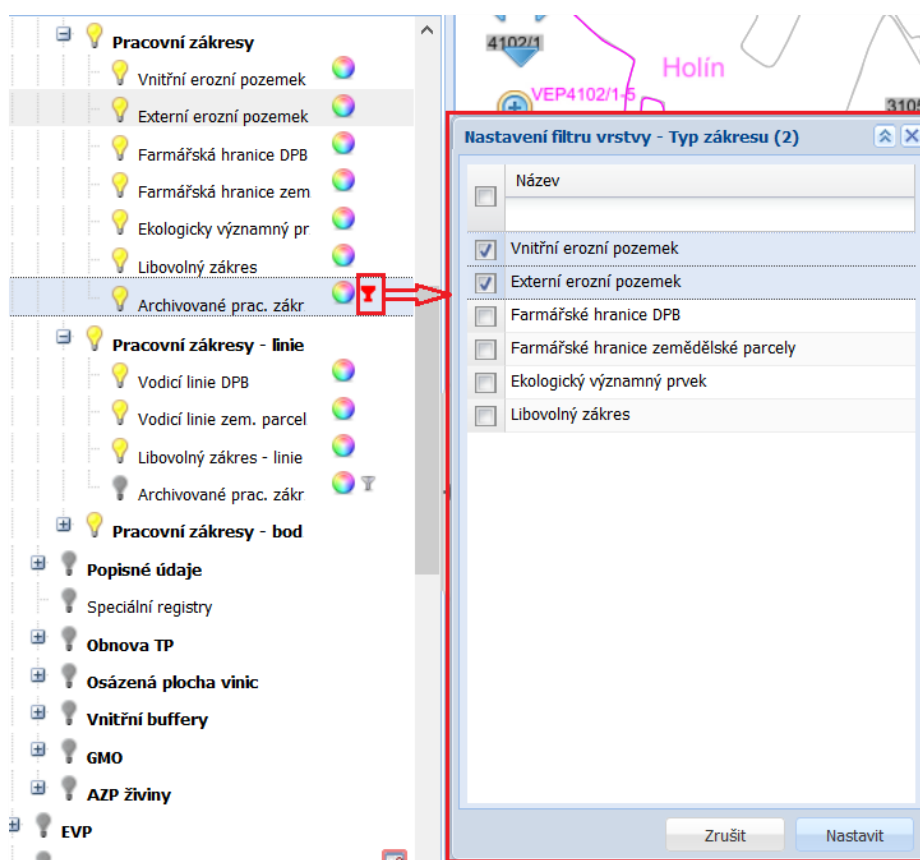 Pracovní zákresy
Vnitřní erozní pozemek
Externí erozní pozemek
Farmářská hranice DPB
Farmářská hranice zem
Ekologicky významný pr
Libovolný zákres
Archivované prac. zákr
Pracovní zákresy - linie
Vodicí linie DPB
Vodicí linie zem. parcel
Libovolný zákres - linie
Archivované prac. zákr
Pracovní zákresy - bod
Popisné údaje
Speciální registry
Obnova TP
Osázená plocha vinic
Vnitřní buffery
GMO
AZP živiny
EVP
4102/1
Holín
VEP4102/1-5
3105
Nastavení filtru vrstvy - Typ zákresu (2)
Název
Vnitřní erozní pozemek
Externí erozní pozemek
Farmářské hranice DPB
Farmářské hranice zemědělské parcely
Ekologický významný prvek
Libovolný zákres
Zrušit
Nastavit